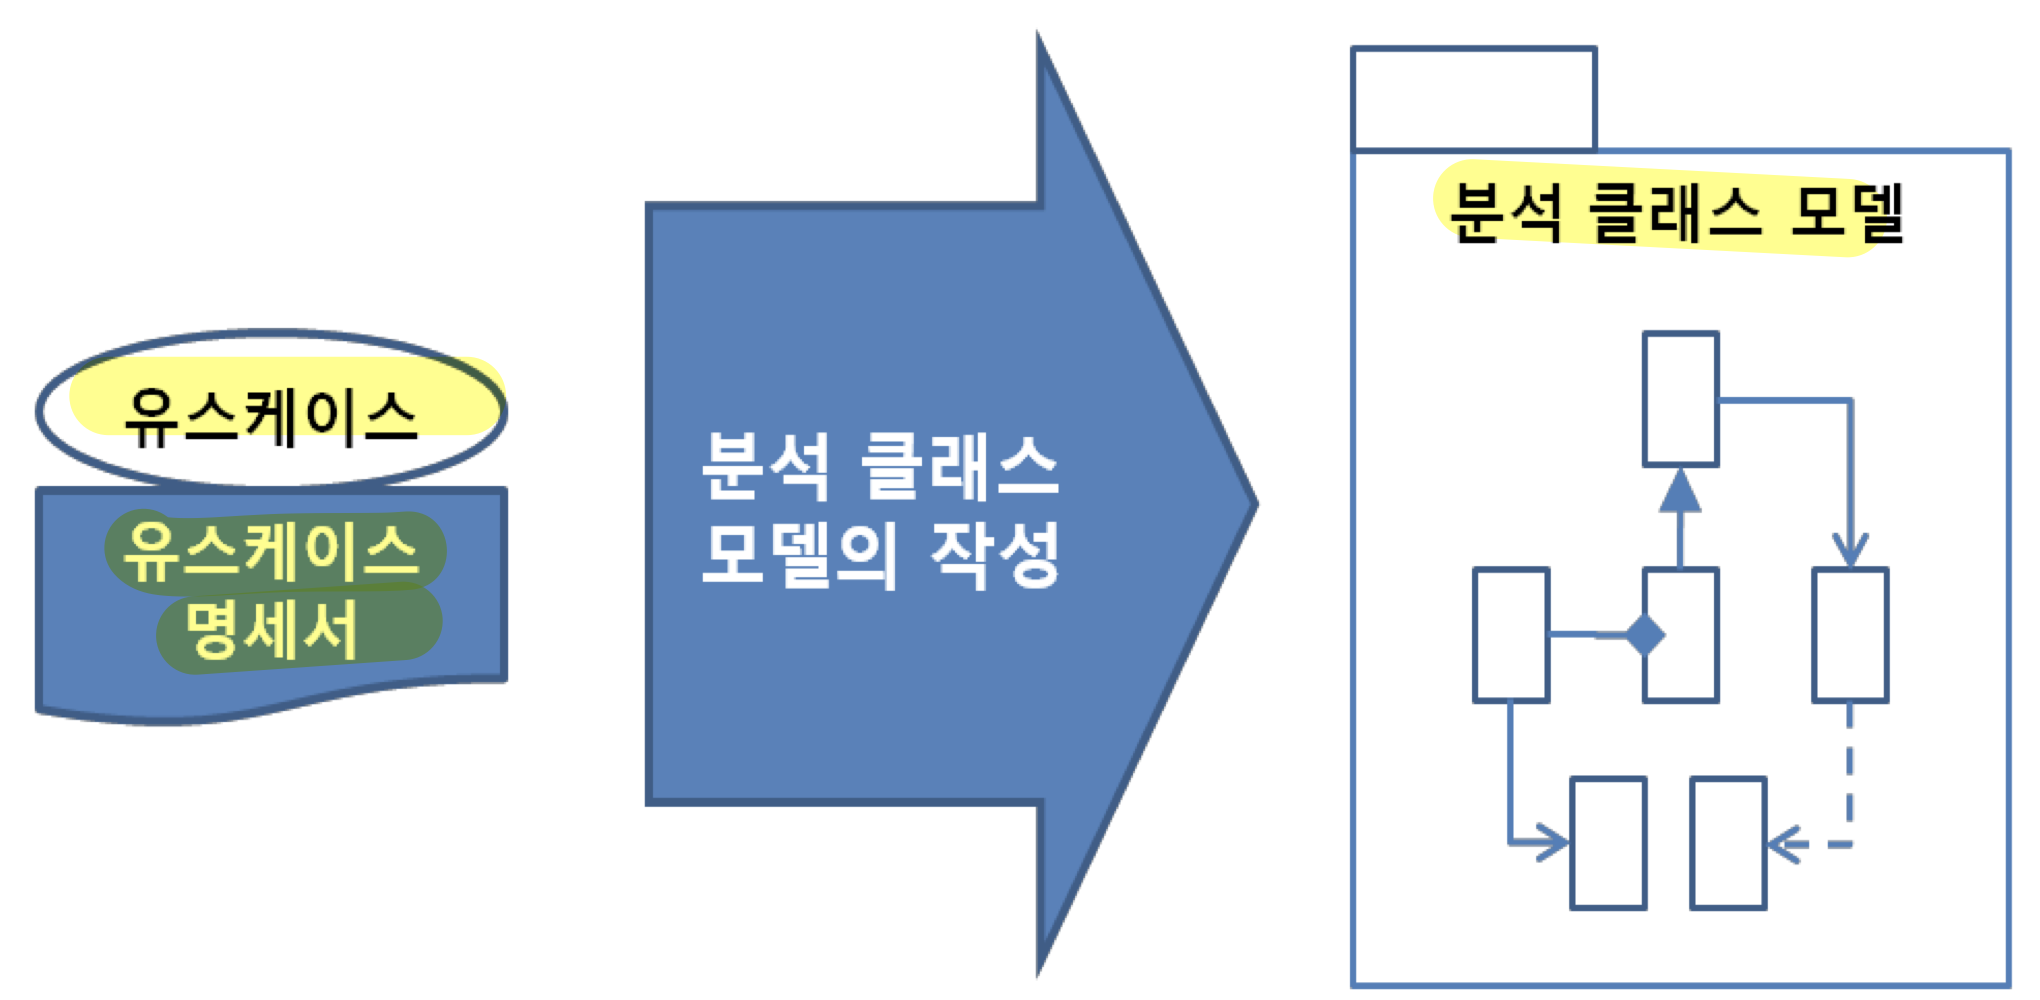 유스케이스
유스케이스
명세서
분석 클래스
모델의 작성
분석 클래스 모델